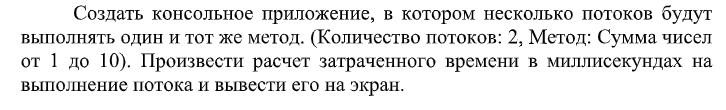 Создать консольное приложение, в котором несколько потоков будут
выполнять один и тот же метод. (Количество потоков: 2, Метод: Сумма чисел
от 1 до 10). Произвести расчет затраченного времени в миллисекундах на
выполнение потока и вывести его на экран.